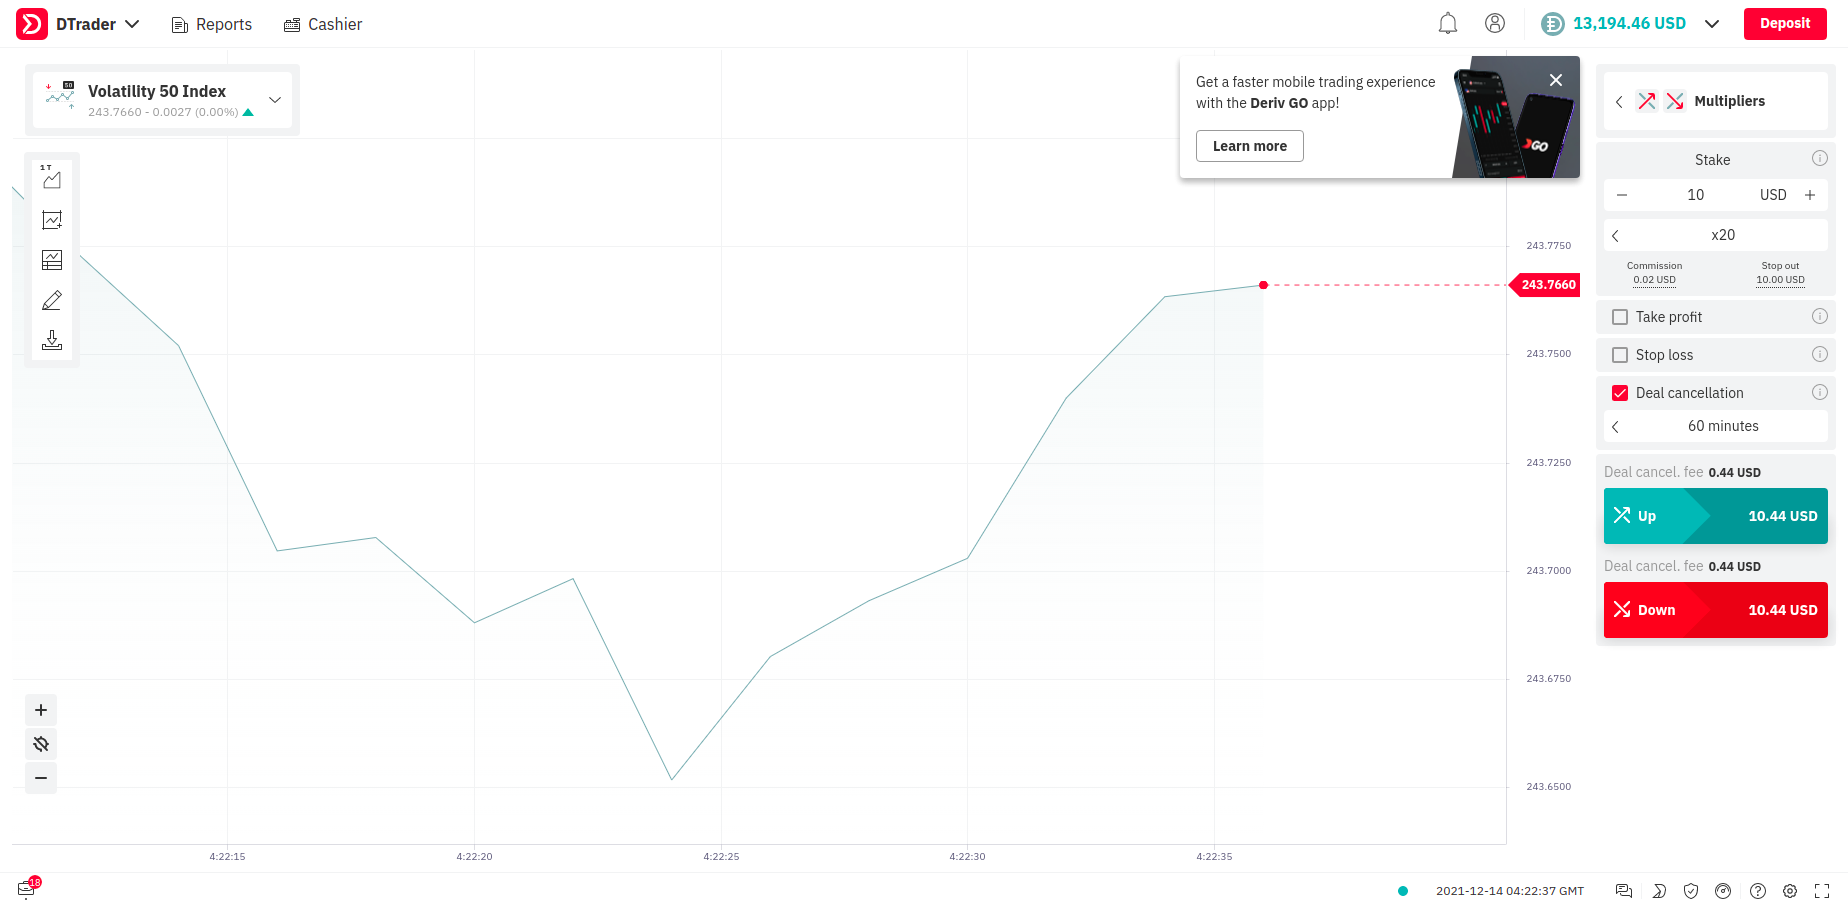 DTrader
Reports
Cashier
13,194.46 USD
Deposit
50
Volatility 50 Index
243.7660 - 0.0027 (0.00%)
Get a faster mobile trading experience
with the Deriv GO app!
Learn more
GO
1T
Multipliers
Stake
10 USD
x20
Commission
0.02 USD
Stop out
10.00 USD
Take profit
Stop loss
Deal cancellation
60 minutes
Deal cancel. fee 0.44 USD
Up 10.44 USD
Deal cancel. fee 0.44 USD
Down 10.44 USD
243.7750
243.7660
243.7500
243.7250
243.7000
243.6750
243.6500
4:22:15
4:22:20
4:22:25
4:22:30
4:22:35
18
2021-12-14 04:22:37 GMT